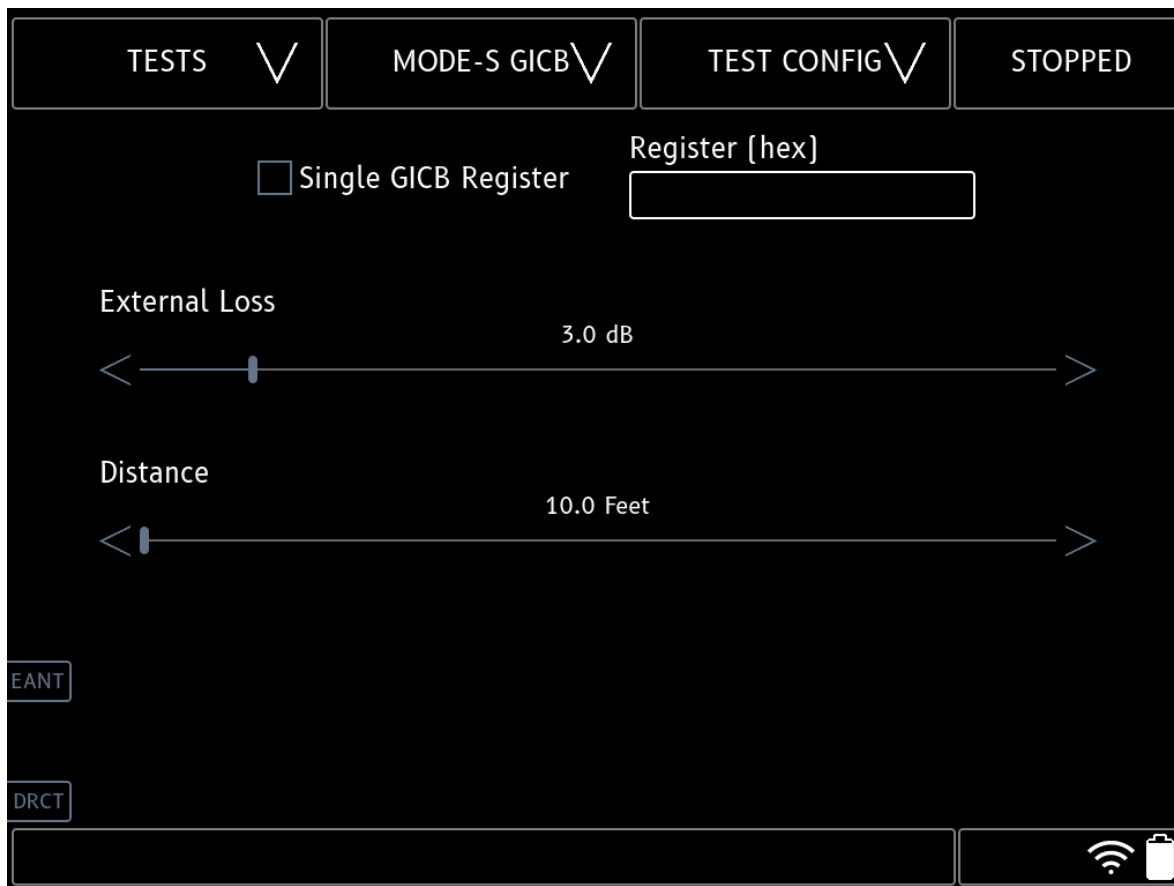 TESTS
MODE-S GICB
TEST CONFIG
STOPPED
Single GICB Register
Register (hex)
External Loss
3.0 dB
Distance
10.0 Feet
EANT
DRCT